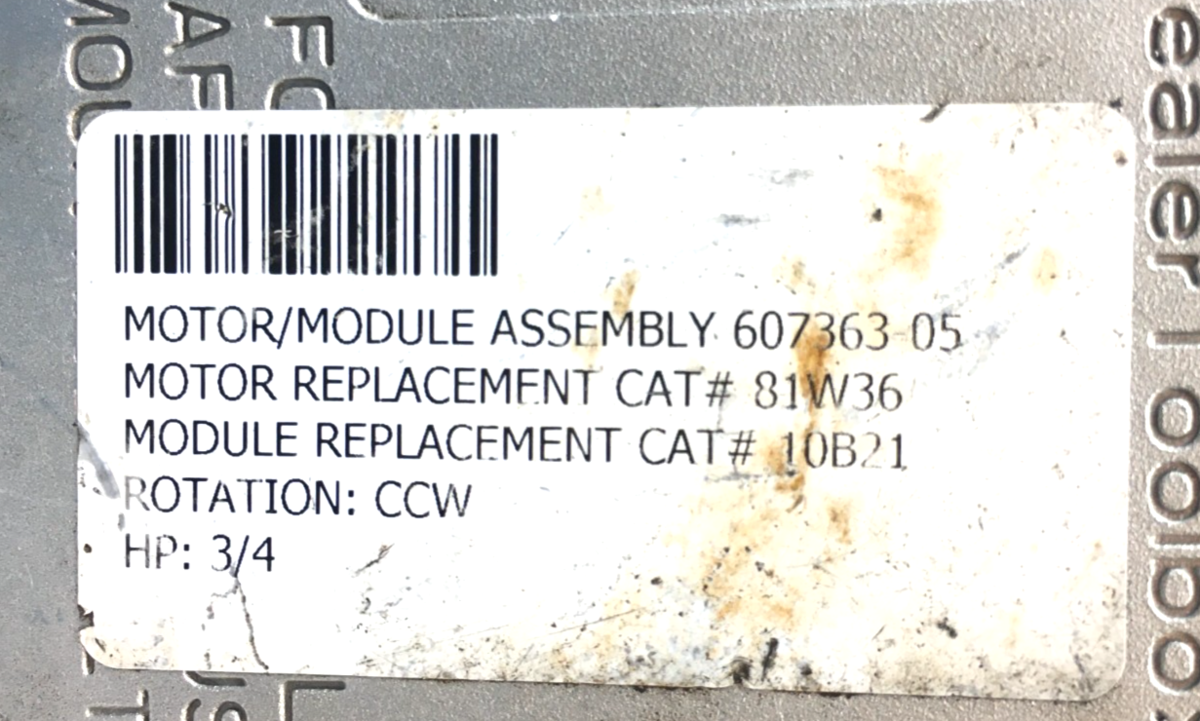 MOTOR/MODULE ASSEMBLY 607363-05
MOTOR REPLACEMENT CAT# 81W36
MODULE REPLACEMENT CAT# 10B21
ROTATION: CCW
HP: 3/4